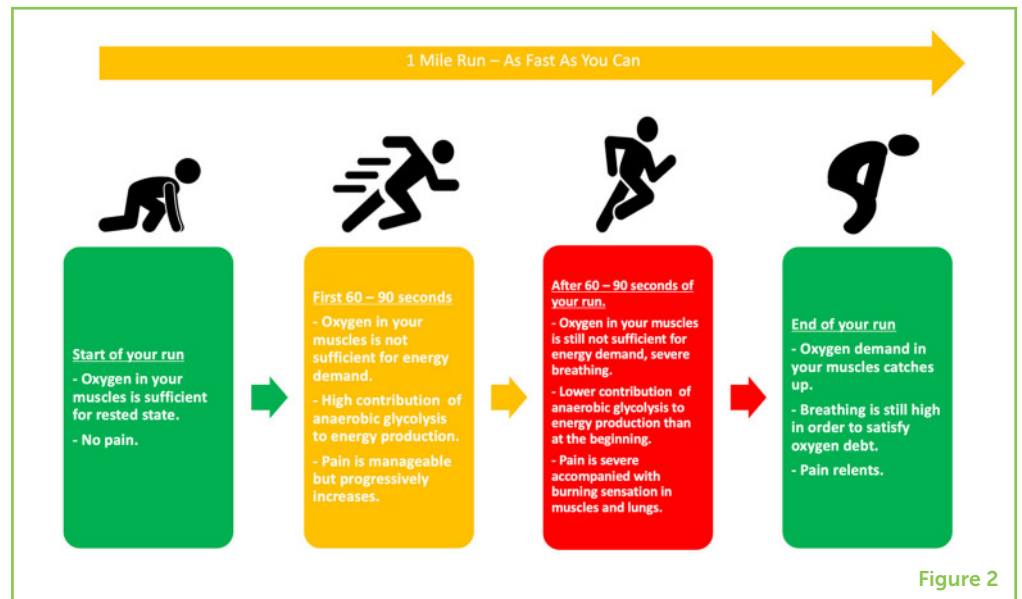 1 Mile Run – As Fast As You Can
Start of your run
- Oxygen in your
muscles is sufficient
for rested state.
- No pain.
First 60 – 90 seconds
- Oxygen in your
muscles is not
sufficient for energy
demand.
- High contribution of
anaerobic glycolysis
to energy production.
- Pain is manageable
but progressively
increases.
After 60 – 90 seconds of
your run.
- Oxygen in your muscles
is still not sufficient for
energy demand, severe
breathing.
- Lower contribution of
anaerobic glycolysis to
energy production than
at the beginning.
- Pain is severe
accompanied with
burning sensation in
muscles and lungs.
End of your run
- Oxygen demand in
your muscles catches
up.
- Breathing is still high
in order to satisfy
oxygen debt.
- Pain relents.
Figure 2